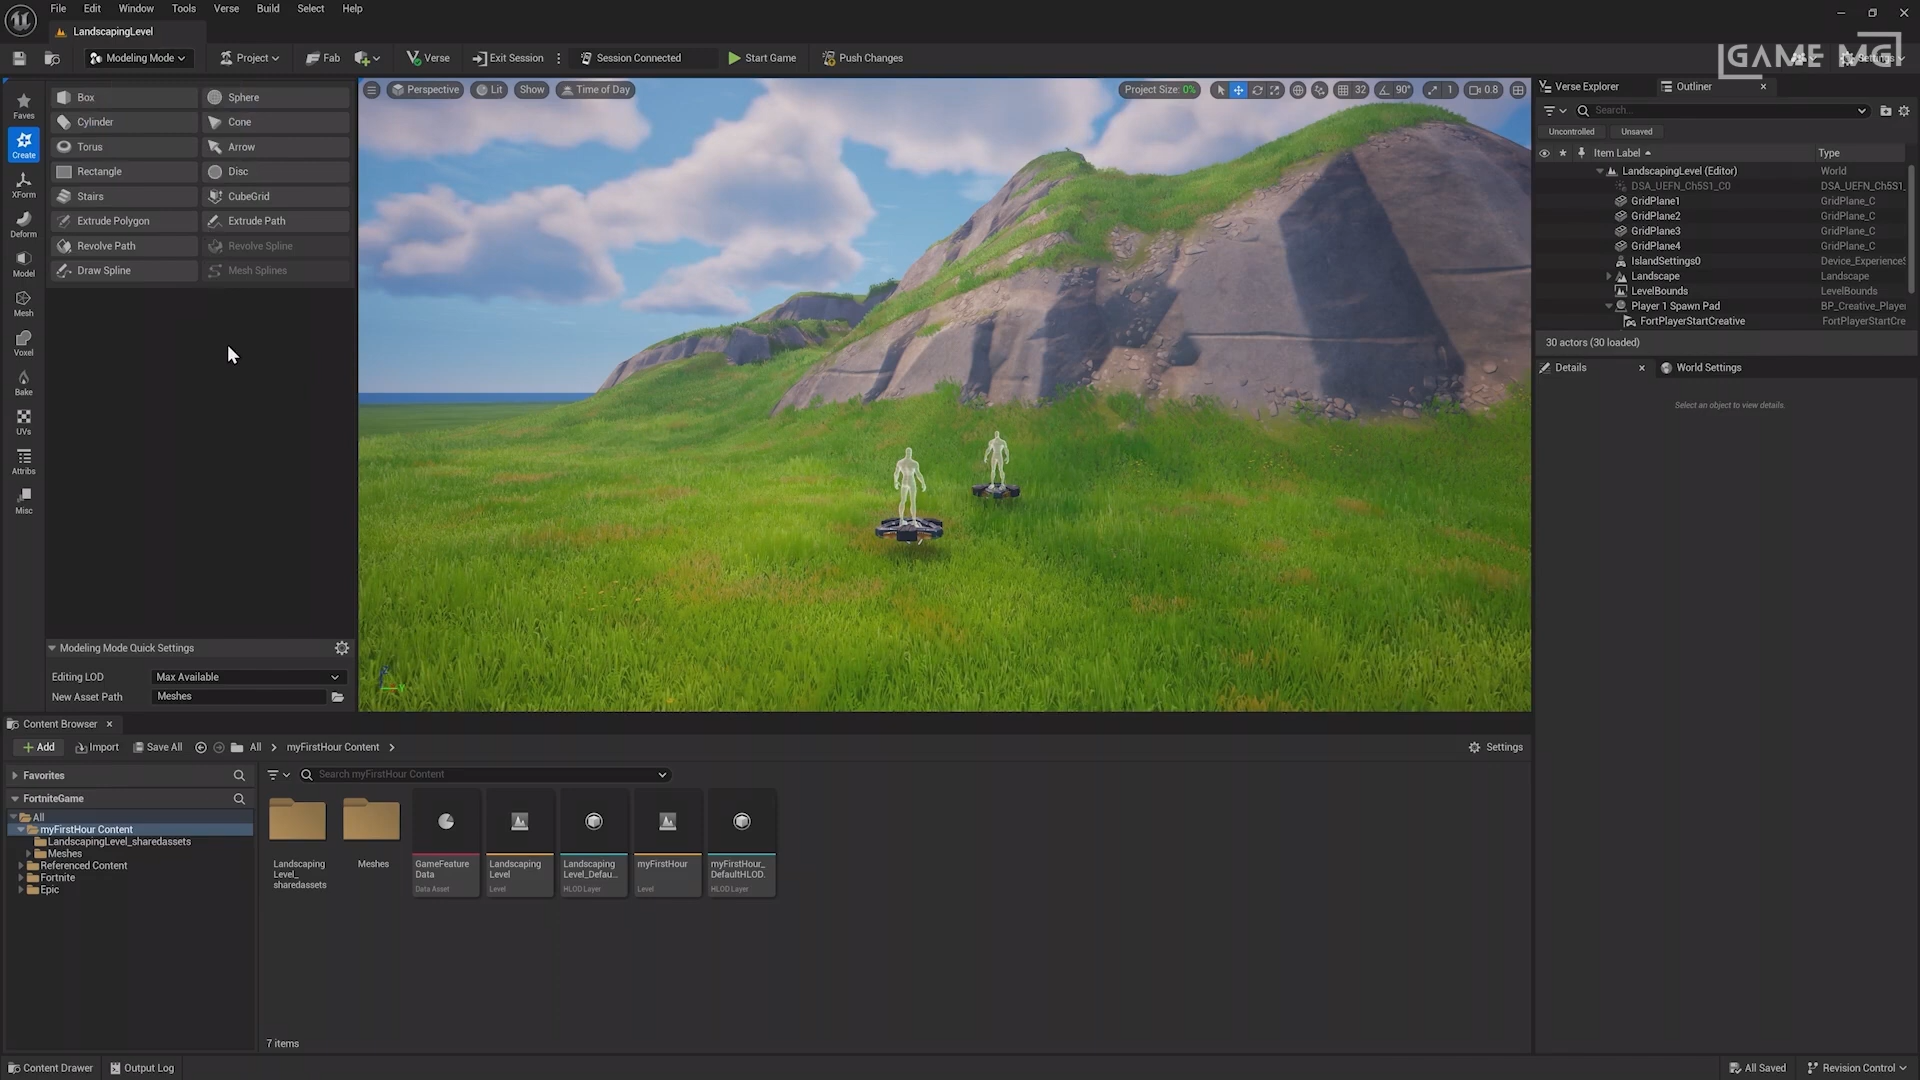 File Edit Window Tools Verse Build Select Help
LandscapingLevel
Modeling Mode Project Fab Verse Exit Session Session Connected Start Game Push Changes
GAME MG
Faves
Create
XForm
Deform
Model
Mesh
Voxel
Bake
UVs
Attribs
Misc
Box Sphere
Cylinder Cone
Torus Arrow
Rectangle Disc
Stairs CubeGrid
Extrude Polygon Extrude Path
Revolve Path Revolve Spline
Draw Spline Mesh Splines
Modeling Mode Quick Settings
Editing LOD Max Available
New Asset Path Meshes
Perspective Lit Show Time of Day Project Size: 0% 32 90° 1 0.8
Verse Explorer Outliner
Search...
Uncontrolled Unsaved
Item Label Type
LandscapingLevel (Editor) World
DSA_UEFN_Ch5S1_C0 DSA_UEFN_Ch5S1_
GridPlane1 GridPlane_C
GridPlane2 GridPlane_C
GridPlane3 GridPlane_C
GridPlane4 GridPlane_C
IslandSettings0 Device_ExperienceS
Landscape Landscape
LevelBounds LevelBounds
Player 1 Spawn Pad BP_Creative_Player
FortPlayerStartCreative FortPlayerStartCre
30 actors (30 loaded)
Details World Settings
Select an object to view details.
Content Browser
Add Import Save All All myFirstHour Content Settings
Favorites
Search myFirstHour Content
FortniteGame
All
myFirstHour Content
LandscapingLevel_sharedassets
Meshes
Referenced Content
Fortnite
Epic
Landscaping
Level_
sharedassets
Meshes
GameFeature
Data
Data Asset
Landscaping
Level
Level
Landscaping
Level_Defau...
HLOD Layer
myFirstHour
Level
myFirstHour_
DefaultHLOD.
HLOD Layer
7 items
Content Drawer Output Log All Saved Revision Control